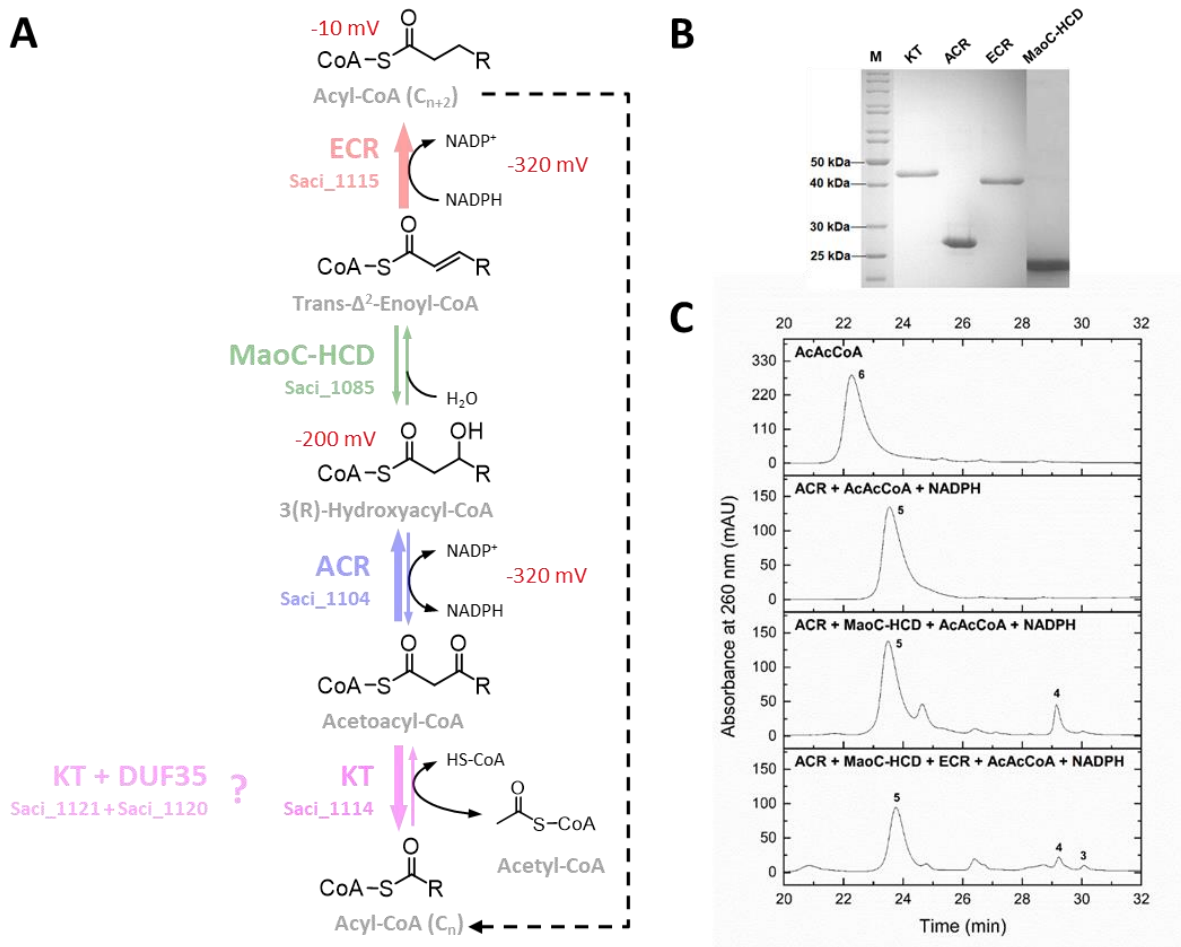 A
-10 mV
O
CoA–S
R
Acyl-CoA (Cn+2)
ECR
Saci_1115
NADP+
-320 mV
NADPH
O
CoA–S
R
Trans-Δ2-Enoyl-CoA
MaoC-HCD
Saci_1085
H2O
-200 mV
O
OH
CoA–S
R
3(R)-Hydroxyacyl-CoA
ACR
Saci_1104
NADP+
-320 mV
NADPH
O
O
CoA–S
R
Acetoacyl-CoA
KT + DUF35
Saci_1121 + Saci_1120
?
KT
Saci_1114
HS-CoA
O
S–CoA
Acetyl-CoA
O
CoA–S
R
Acyl-CoA (Cn)
B
M
KT
ACR
ECR
MaoC-HCD
50 kDa
40 kDa
30 kDa
25 kDa
C
20 22 24 26 28 30 32
AcAcCoA
6
330
220
110
0
ACR + AcAcCoA + NADPH
5
150
100
50
0
ACR + MaoC-HCD + AcAcCoA + NADPH
5
4
150
100
50
0
ACR + MaoC-HCD + ECR + AcAcCoA + NADPH
5
4
3
150
100
50
0
20 22 24 26 28 30 32
Absorbance at 260 nm (mAU)
Time (min)